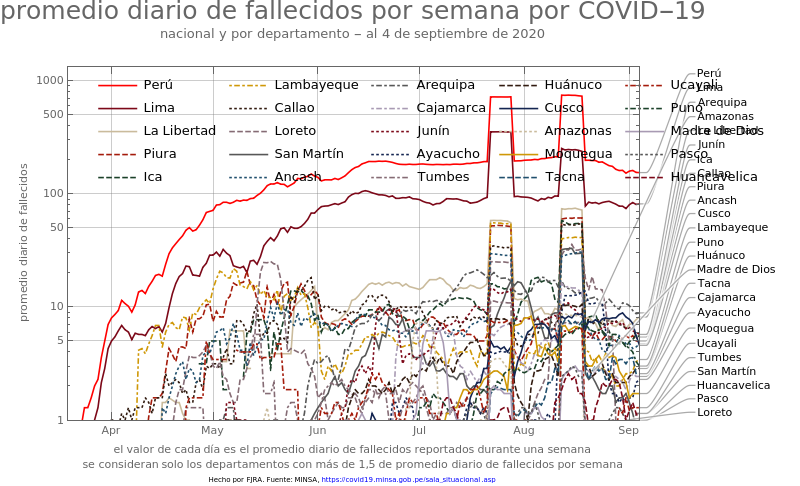 promedio diario de fallecidos por semana por COVID−19
nacional y por departamento − al 4 de septiembre de 2020
promedio diario de fallecidos
1000
500
100
50
10
5
1
Apr
May
Jun
Jul
Aug
Sep
Perú
Lima
La Libertad
Piura
Ica
Lambayeque
Callao
Loreto
San Martín
Ancash
Arequipa
Cajamarca
Junín
Ayacucho
Tumbes
Huánuco
Cusco
Amazonas
Moquegua
Tacna
Ucayali
Puno
Madre de Dios
Pasco
Huancavelica
Perú
Lima
Arequipa
Amazonas
La Libertad
Junín
Ica
Callao
Piura
Ancash
Cusco
Lambayeque
Puno
Huánuco
Madre de Dios
Tacna
Cajamarca
Ayacucho
Moquegua
Ucayali
Tumbes
San Martín
Huancavelica
Pasco
Loreto
el valor de cada día es el promedio diario de fallecidos reportados durante una semana
se consideran solo los departamentos con más de 1,5 de promedio diario de fallecidos por semana
Hecho por FJRA. Fuente: MINSA, https://covid19.minsa.gob.pe/sala_situacional.asp